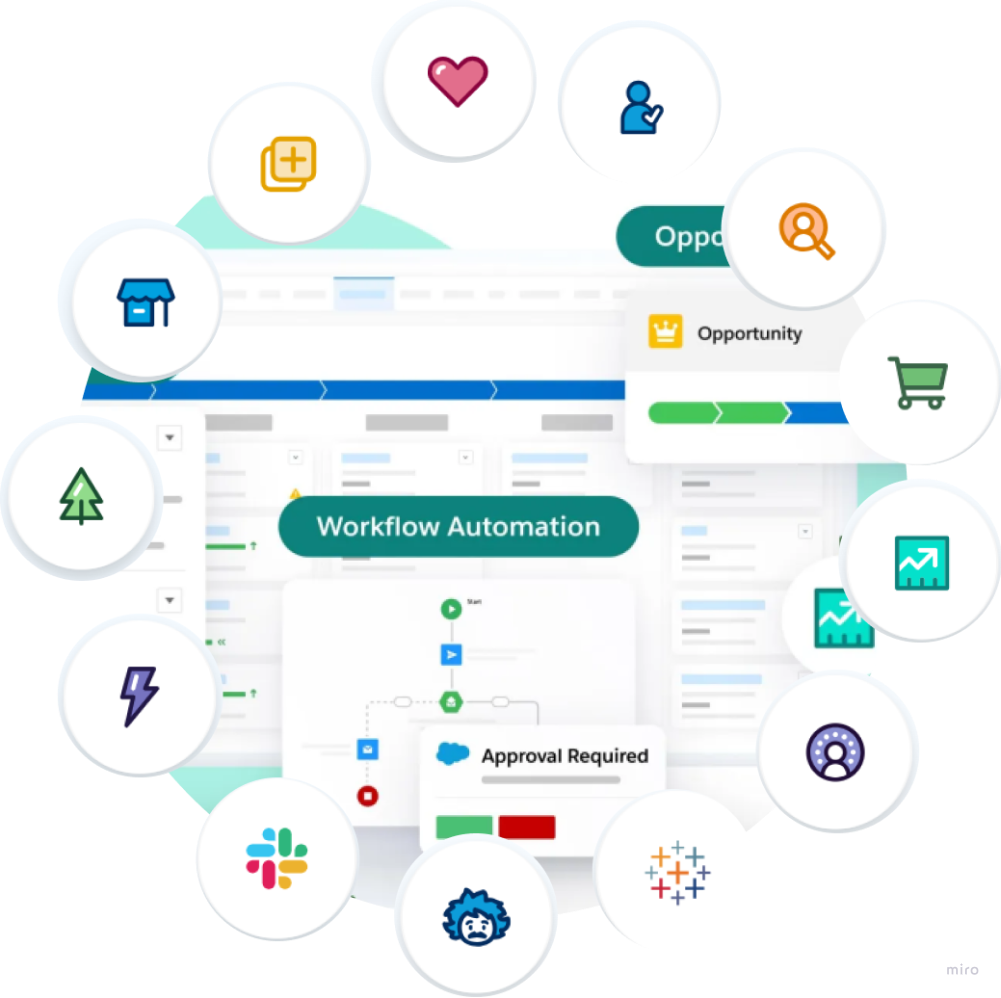 Oppo
Opportunity
Workflow Automation
Start
Approval Required
miro